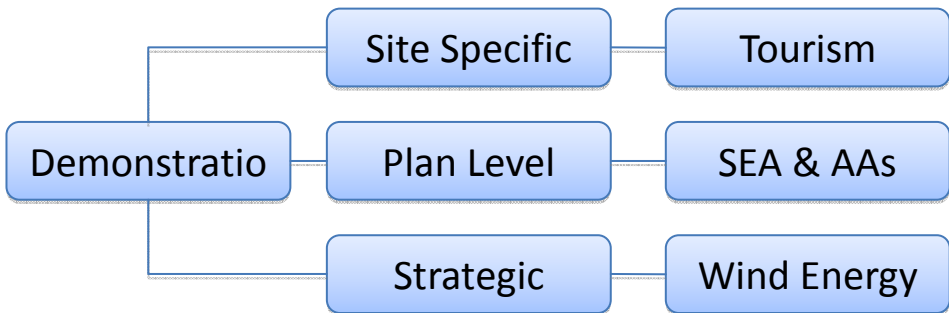 Site Specific
Tourism
Demonstratio
Plan Level
SEA & AAs
Strategic
Wind Energy